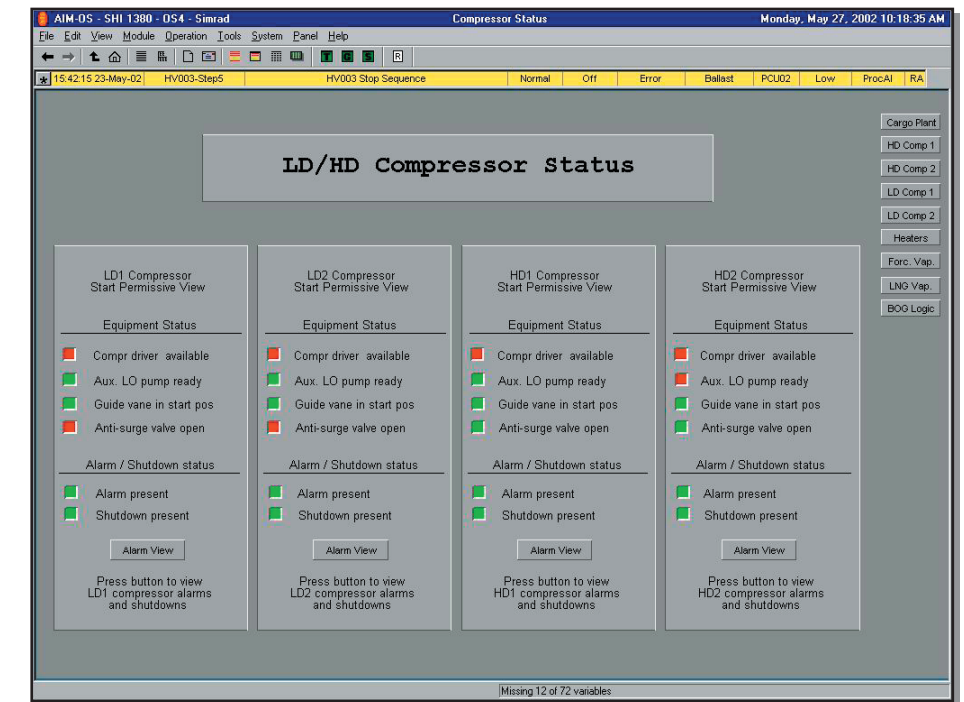 AIM-OS - SHI 1380 - OS4 - Simrad Compressor Status Monday, May 27, 2002 10:18:35 AM
File Edit View Module Operation Tools System Panel Help
T G S R
* 15:42:15 23-May-02 HV003-Step5 HV003 Stop Sequence Normal Off Error Ballast PCU02 Low ProcAl RA
LD/HD Compressor Status
Cargo Plant
HD Comp 1
HD Comp 2
LD Comp 1
LD Comp 2
Heaters
Forc. Vap.
LNG Vap.
BOG Logic
LD1 Compressor
Start Permissive View
Equipment Status
Compr driver available
Aux. LO pump ready
Guide vane in start pos
Anti-surge valve open
Alarm / Shutdown status
Alarm present
Shutdown present
Alarm View
Press button to view
LD1 compressor alarms
and shutdowns
LD2 Compressor
Start Permissive View
Equipment Status
Compr driver available
Aux. LO pump ready
Guide vane in start pos
Anti-surge valve open
Alarm / Shutdown status
Alarm present
Shutdown present
Alarm View
Press button to view
LD2 compressor alarms
and shutdowns
HD1 Compressor
Start Permissive View
Equipment Status
Compr driver available
Aux. LO pump ready
Guide vane in start pos
Anti-surge valve open
Alarm / Shutdown status
Alarm present
Shutdown present
Alarm View
Press button to view
HD1 compressor alarms
and shutdowns
HD2 Compressor
Start Permissive View
Equipment Status
Compr driver available
Aux. LO pump ready
Guide vane in start pos
Anti-surge valve open
Alarm / Shutdown status
Alarm present
Shutdown present
Alarm View
Press button to view
HD2 compressor alarms
and shutdowns
Missing 12 of 72 variables